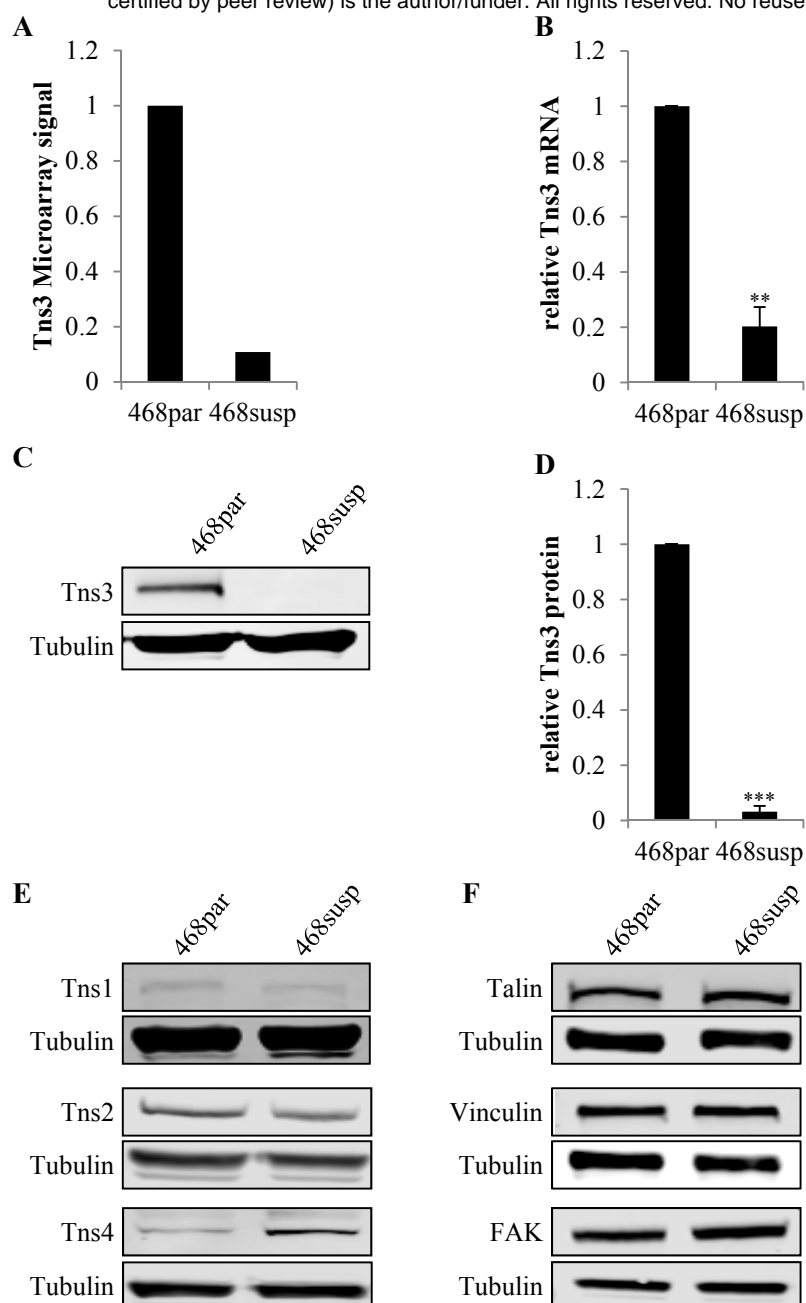 certified by peer review) is the author/funder. All rights reserved. No reuse
A
Tns3 Microarray signal
1.2
1
0.8
0.6
0.4
0.2
0
468par 468susp
B
relative Tns3 mRNA
1.2
1
0.8
0.6
0.4
0.2
0
**
468par 468susp
C
468par 468susp
Tns3
Tubulin
D
relative Tns3 protein
1.2
1
0.8
0.6
0.4
0.2
0
***
468par 468susp
E
468par 468susp
Tns1
Tubulin
Tns2
Tubulin
Tns4
Tubulin
F
468par 468susp
Talin
Tubulin
Vinculin
Tubulin
FAK
Tubulin